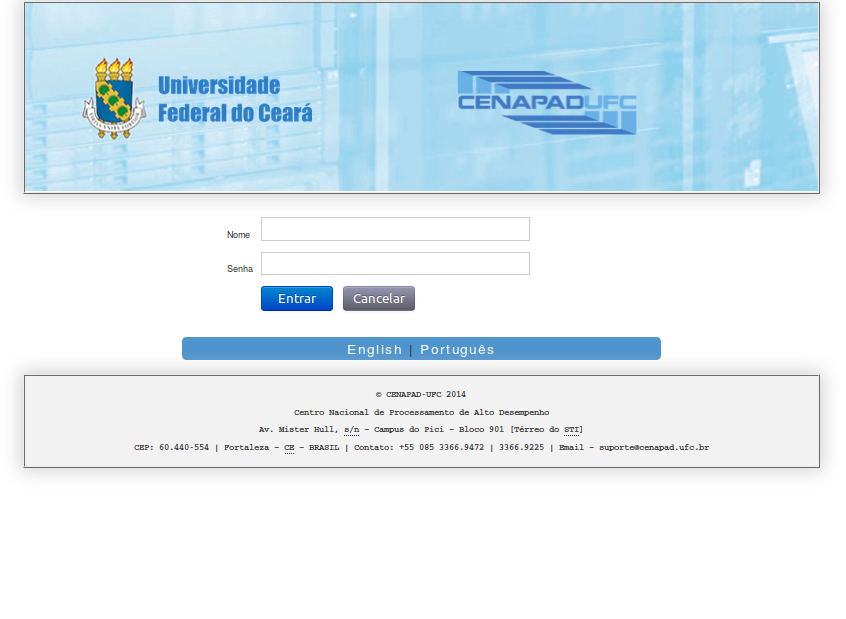 Universidade
Federal do Ceará
CENAPADUFC
Nome
Senha
Entrar Cancelar
English | Português
© CENAPAD-UFC 2014
Centro Nacional de Processamento de Alto Desempenho
Av. Mister Hull, s/n - Campus do Pici - Bloco 901 [Térreo do STI]
CEP: 60.440-554 | Fortaleza - CE - BRASIL | Contato: +55 085 3366.9472 | 3366.9225 | Email - suporte@cenapad.ufc.br